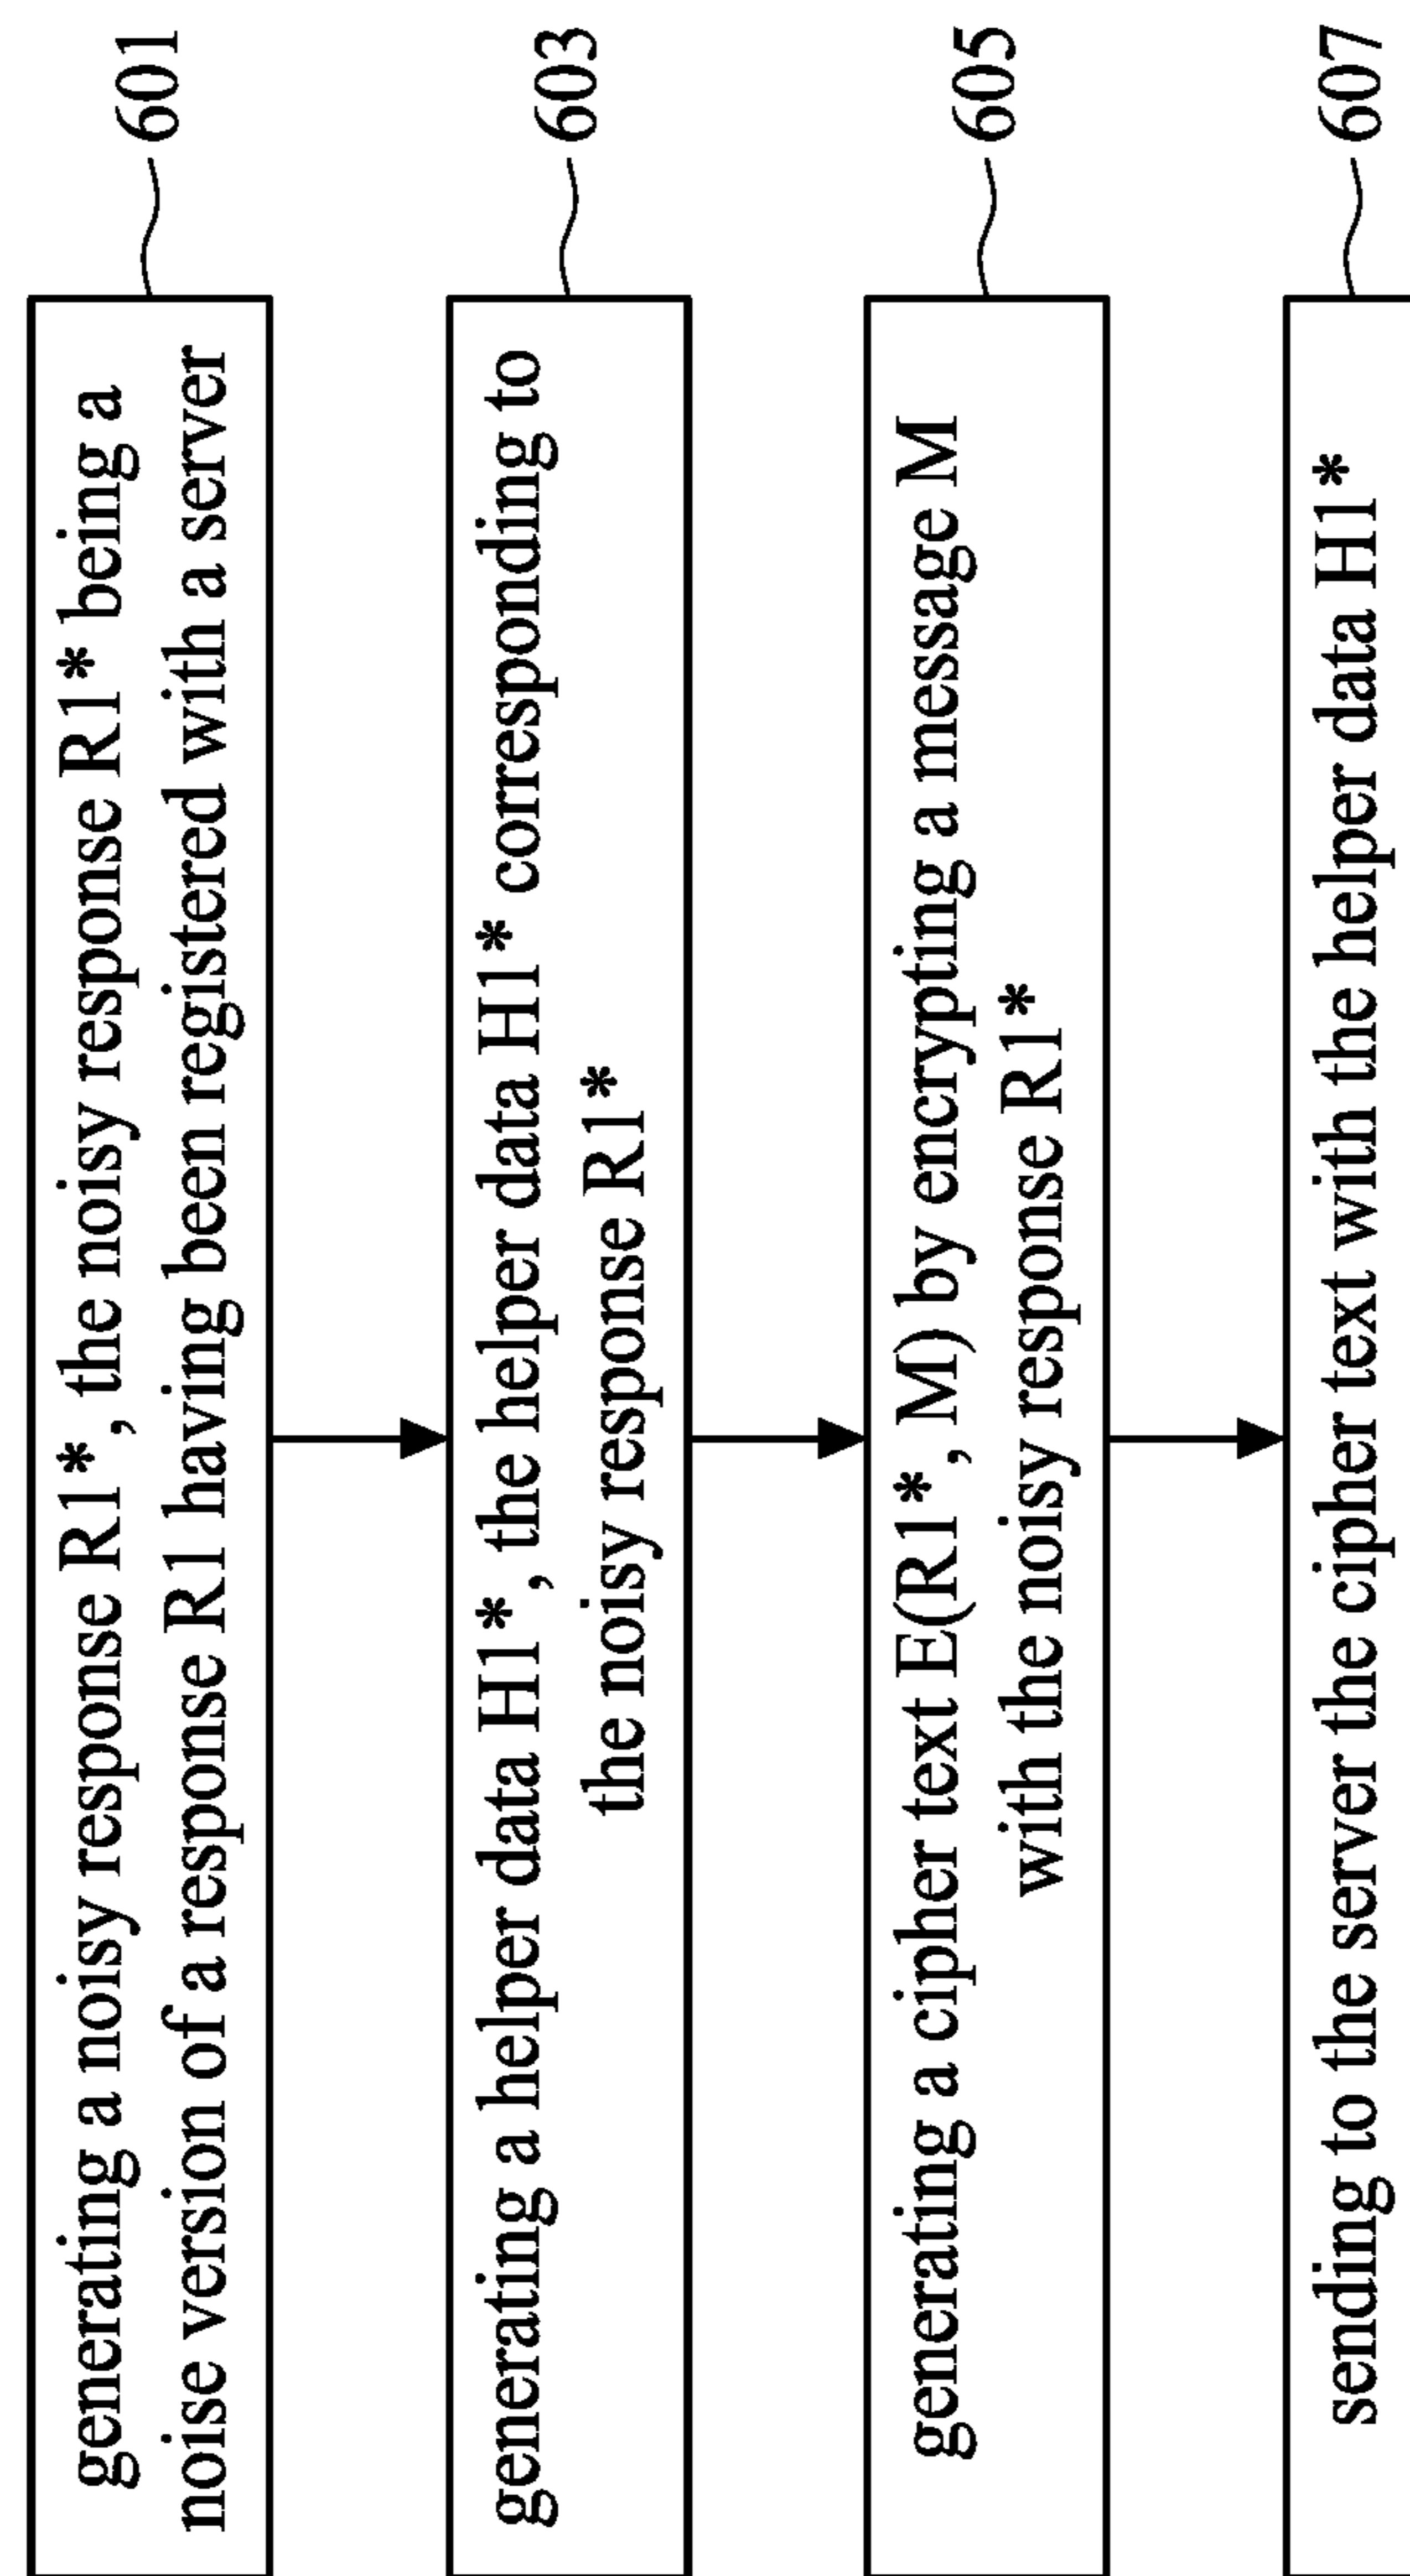 generating a noisy response R1*, the noisy response R1* being a
noise version of a response R1 having been registered with a server
601
generating a helper data H1*, the helper data H1* corresponding to
the noisy response R1*
603
generating a cipher text E(R1*, M) by encrypting a message M
with the noisy response R1*
605
sending to the server the cipher text with the helper data H1*
607